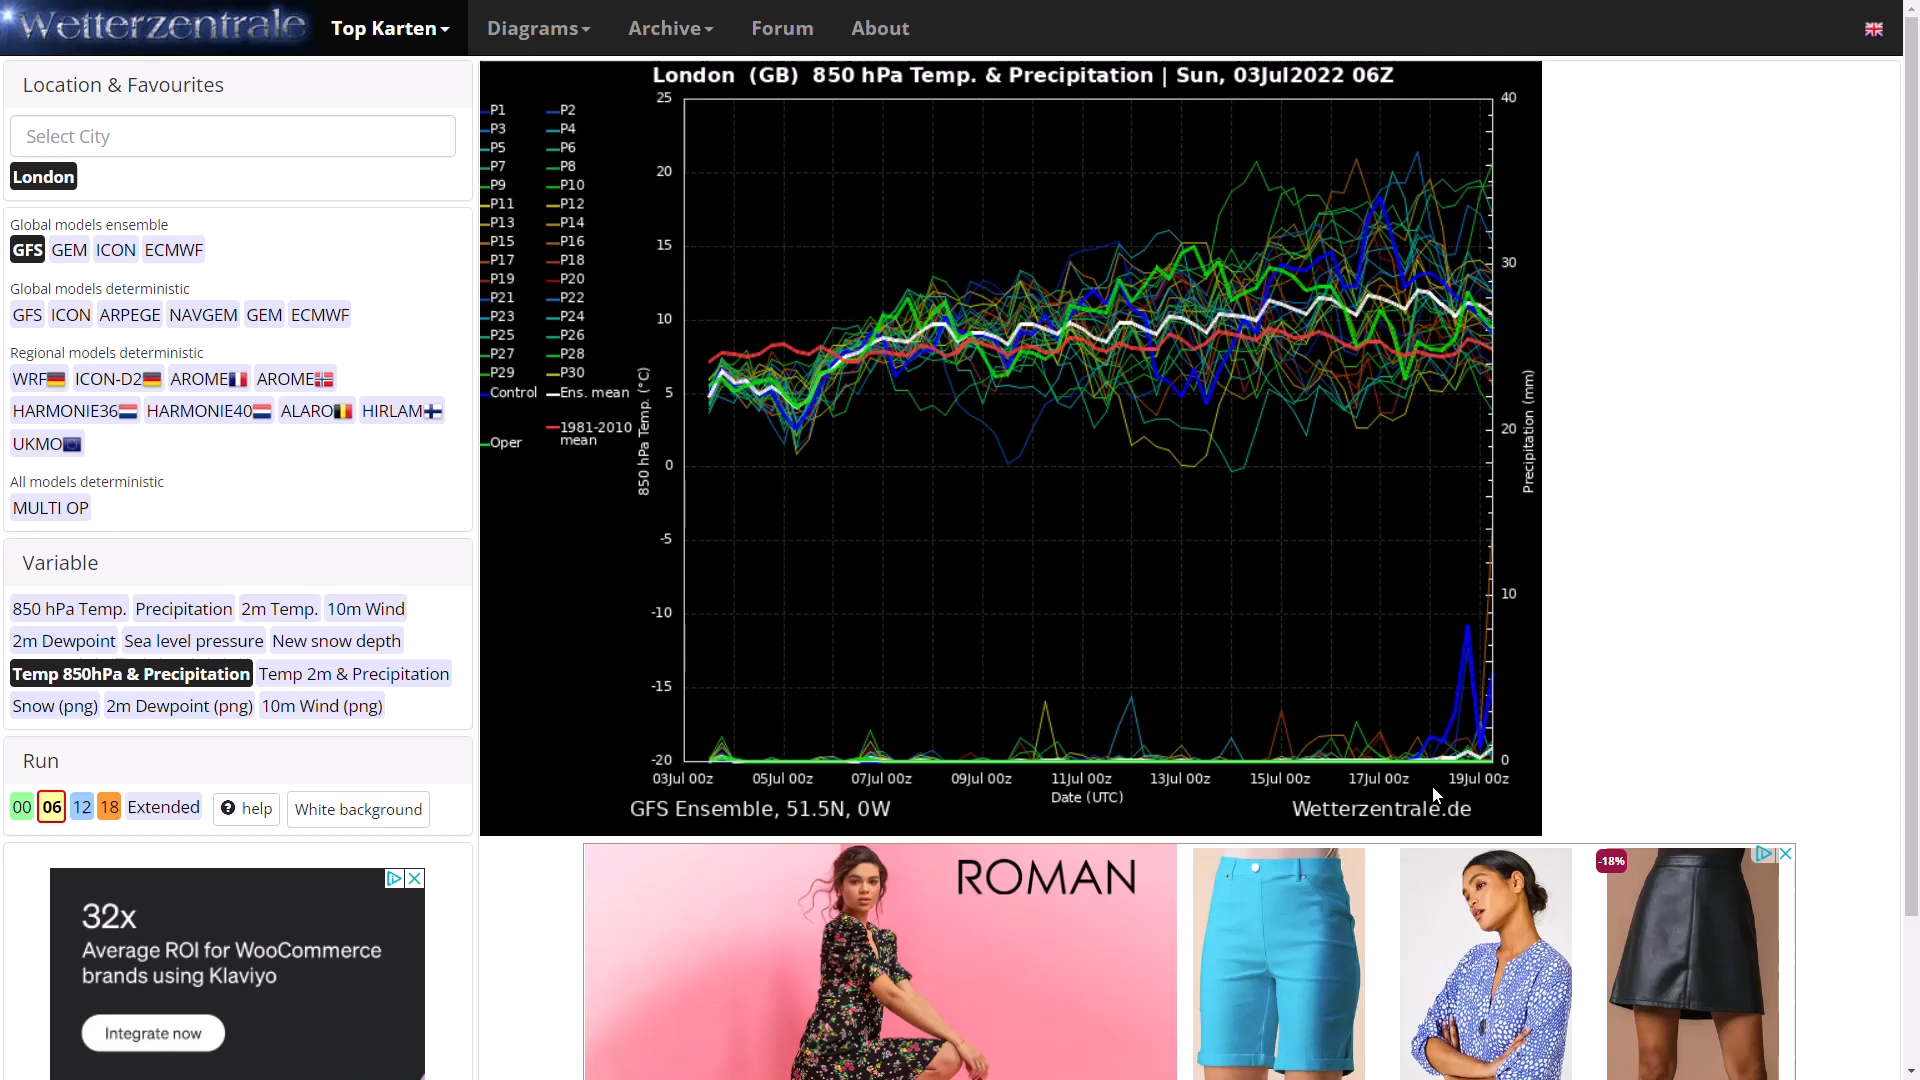 Wetterzentrale
Top Karten
Diagrams
Archive
Forum
About
Location & Favourites
Select City
London
Global models ensemble
GFS GEM ICON ECMWF
Global models deterministic
GFS ICON ARPEGE NAVGEM GEM ECMWF
Regional models deterministic
WRF ICON-D2 AROME AROME
HARMONIE36 HARMONIE40 ALARO HIRLAM
UKMO
All models deterministic
MULTI OP
Variable
850 hPa Temp. Precipitation 2m Temp. 10m Wind
2m Dewpoint Sea level pressure New snow depth
Temp 850hPa & Precipitation Temp 2m & Precipitation
Snow (png) 2m Dewpoint (png) 10m Wind (png)
Run
00 06 12 18 Extended help White background
32x
Average ROI for WooCommerce
brands using Klaviyo
Integrate now
London (GB) 850 hPa Temp. & Precipitation | Sun, 03Jul2022 06Z
P1 P2
P3 P4
P5 P6
P7 P8
P9 P10
P11 P12
P13 P14
P15 P16
P17 P18
P19 P20
P21 P22
P23 P24
P25 P26
P27 P28
P29 P30
Control Ens. mean
Oper 1981-2010
mean
850 hPa Temp. (°C)
25
20
15
10
5
0
-5
-10
-15
-20
40
30
20
10
0
Precipitation (mm)
03Jul 00z 05Jul 00z 07Jul 00z 09Jul 00z 11Jul 00z 13Jul 00z 15Jul 00z 17Jul 00z 19Jul 00z
Date (UTC)
GFS Ensemble, 51.5N, 0W
Wetterzentrale.de
ROMAN
-18%